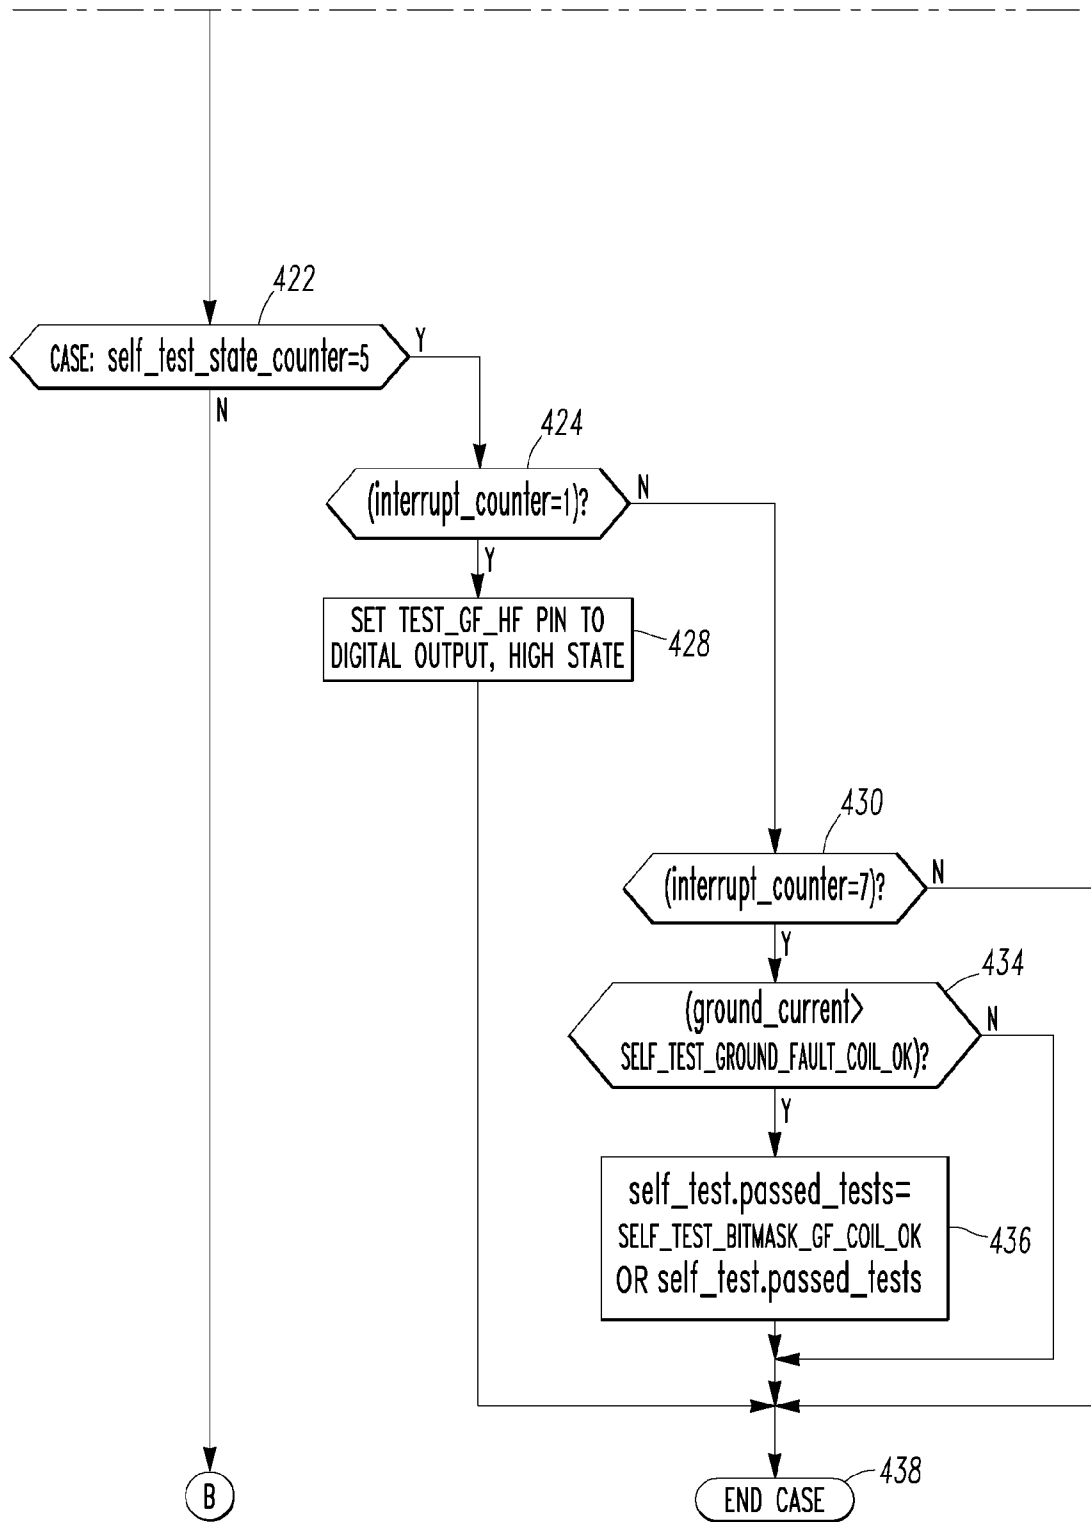 422
CASE: self_test_state_counter=5
Y
N
424
(interrupt_counter=1)?
N
Y
SET TEST_GF_HF PIN TO
DIGITAL OUTPUT, HIGH STATE
428
430
(interrupt_counter=7)?
N
Y
434
(ground_current>
SELF_TEST_GROUND_FAULT_COIL_OK)?
N
Y
self_test.passed_tests=
SELF_TEST_BITMASK_GF_COIL_OK
OR self_test.passed_tests
436
B
END CASE
438